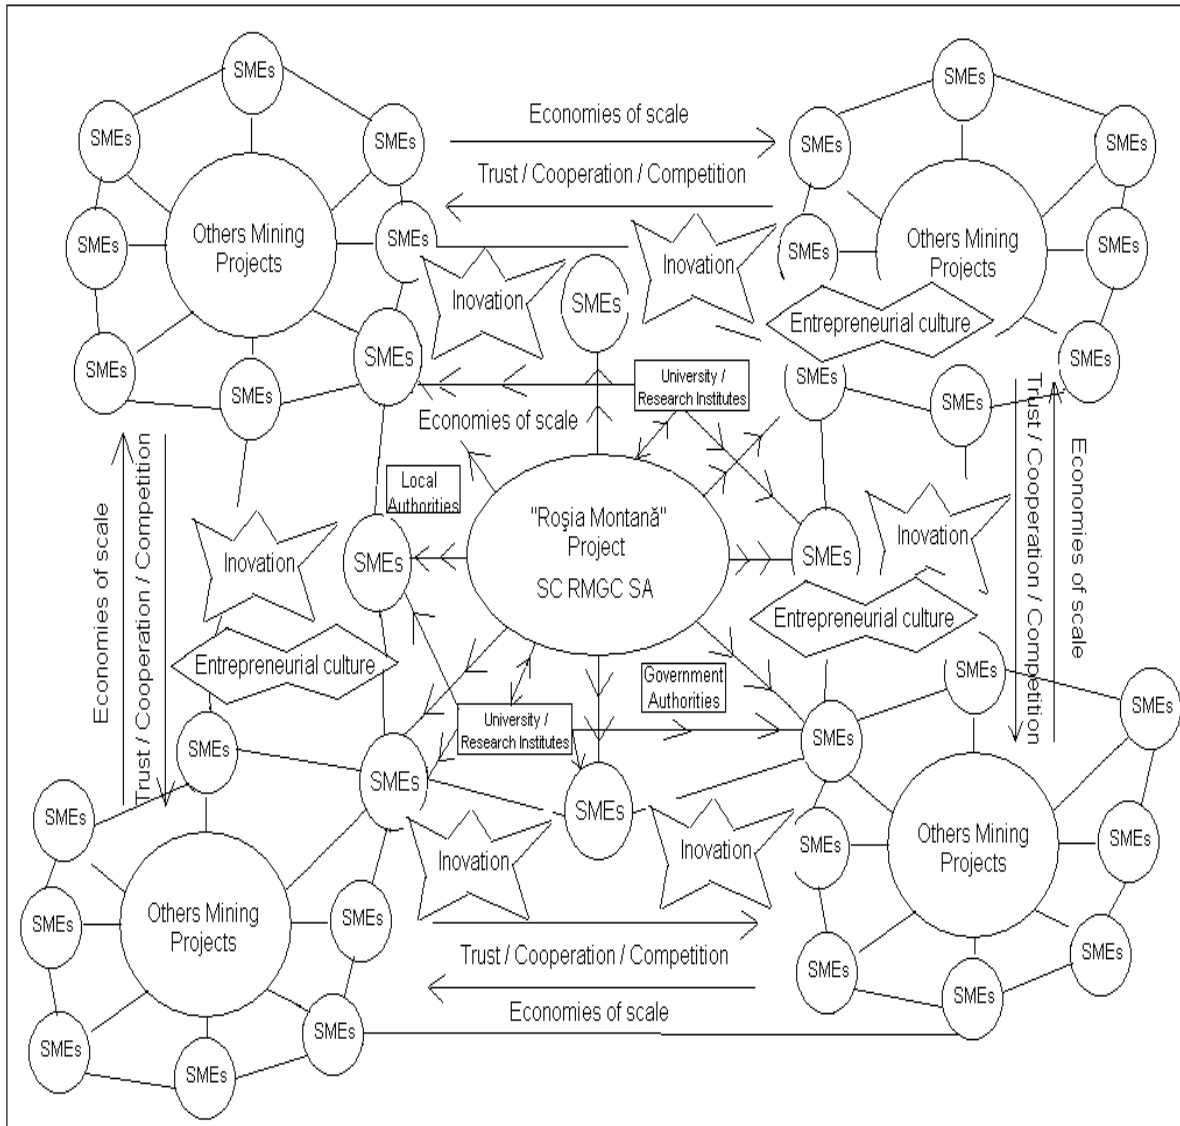 SMEs
SMEs
SMEs
SMEs
Economies of scale
SMEs
SMEs
SMEs
Trust / Cooperation / Competition
Others Mining
Projects
SMEs
SMEs
Others Mining
Projects
SMEs
SMEs
SMEs
Inovation
Inovation
SMEs
Entrepreneurial culture
SMEs
SMEs
SMEs
SMEs
University /
Research Institutes
SMEs
SMEs
SMEs
Economies of scale
Local
Authorities
"Roşia Montană"
Project
SC RMGC SA
Economies of scale
Trust / Cooperation / Competition
Trust / Cooperation / Competition
Economies of scale
Inovation
Inovation
SMEs
SMEs
Entrepreneurial culture
Entrepreneurial culture
Government
Authorities
SMEs
University /
Research Institutes
SMEs
SMEs
SMEs
SMEs
SMEs
SMEs
Inovation
Inovation
SMEs
Others Mining
Projects
SMEs
Others Mining
Projects
SMEs
SMEs
Trust / Cooperation / Competition
SMEs
SMEs
SMEs
Economies of scale
SMEs
SMEs
SMEs